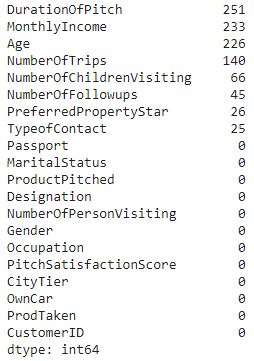 DurationOfPitch 251
MonthlyIncome 233
Age 226
NumberOfTrips 140
NumberOfChildrenVisiting 66
NumberOfFollowups 45
PreferredPropertyStar 26
TypeofContact 25
Passport 0
MaritalStatus 0
ProductPitched 0
Designation 0
NumberOfPersonVisiting 0
Gender 0
Occupation 0
PitchSatisfactionScore 0
CityTier 0
OwnCar 0
ProdTaken 0
CustomerID 0
dtype: int64